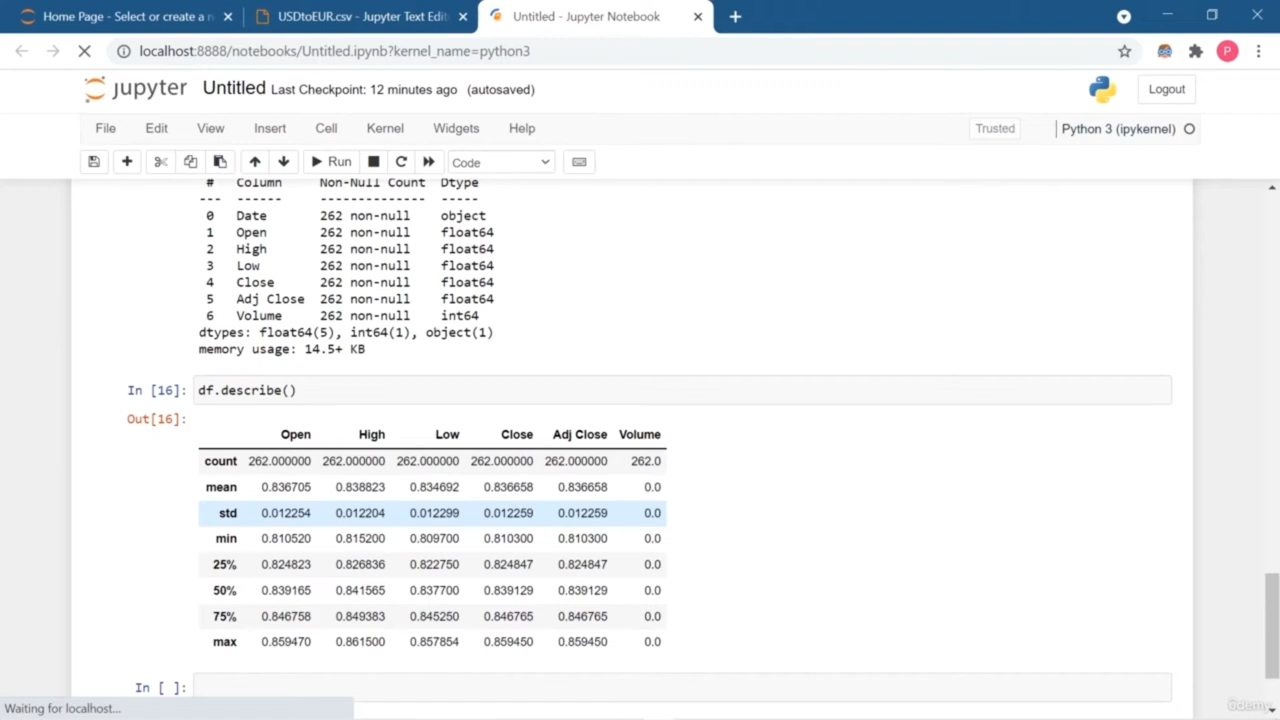 Home Page - Select or create a n
USDtoEUR.csv - Jupyter Text Edit
Untitled - Jupyter Notebook
localhost:8888/notebooks/Untitled.ipynb?kernel_name=python3
P
jupyter Untitled Last Checkpoint: 12 minutes ago (autosaved)
Logout
File Edit View Insert Cell Kernel Widgets Help
Trusted
Python 3 (ipykernel)
Run
Code
# Column Non-Null Count Dtype
--- ------ -------------- -----
0 Date 262 non-null object
1 Open 262 non-null float64
2 High 262 non-null float64
3 Low 262 non-null float64
4 Close 262 non-null float64
5 Adj Close 262 non-null float64
6 Volume 262 non-null int64
dtypes: float64(5), int64(1), object(1)
memory usage: 14.5+ KB
In [16]: df.describe()
Out[16]:
Open High Low Close Adj Close Volume
count 262.000000 262.000000 262.000000 262.000000 262.000000 262.0
mean 0.836705 0.838823 0.834692 0.836658 0.836658 0.0
std 0.012254 0.012204 0.012299 0.012259 0.012259 0.0
min 0.810520 0.815200 0.809700 0.810300 0.810300 0.0
25% 0.824823 0.826836 0.822750 0.824847 0.824847 0.0
50% 0.839165 0.841565 0.837700 0.839129 0.839129 0.0
75% 0.846758 0.849383 0.845250 0.846765 0.846765 0.0
max 0.859470 0.861500 0.857854 0.859450 0.859450 0.0
In [ ]:
Waiting for localhost...
ûdemy